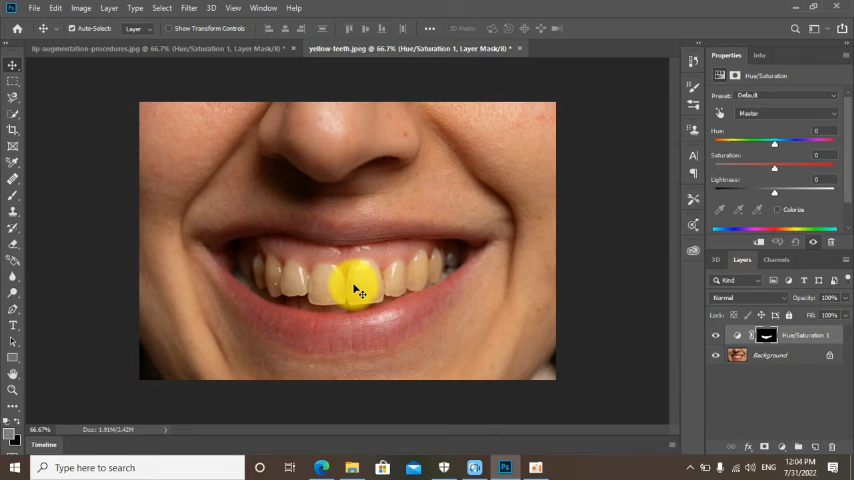 File Edit Image Layer Type Select Filter 3D View Window Help
Auto-Select: Layer Show Transform Controls 3D Mode:
lip-augmentation-procedures.jpg @ 66.7% (Hue/Saturation 1, Layer Mask/8) * ×
yellow-teeth.jpeg @ 66.7% (Hue/Saturation 1, Layer Mask/8) * ×
Properties Info
Hue/Saturation
Preset: Default
Master
Hue: 0
Saturation: 0
Lightness: 0
Colorize
3D Layers Channels
Kind
Normal Opacity: 100%
Lock: Fill: 100%
Hue/Saturation 1
Background
66.67% Doc: 1.91M/2.42M
Timeline
Type here to search
Ps
ENG
12:04 PM
7/31/2022